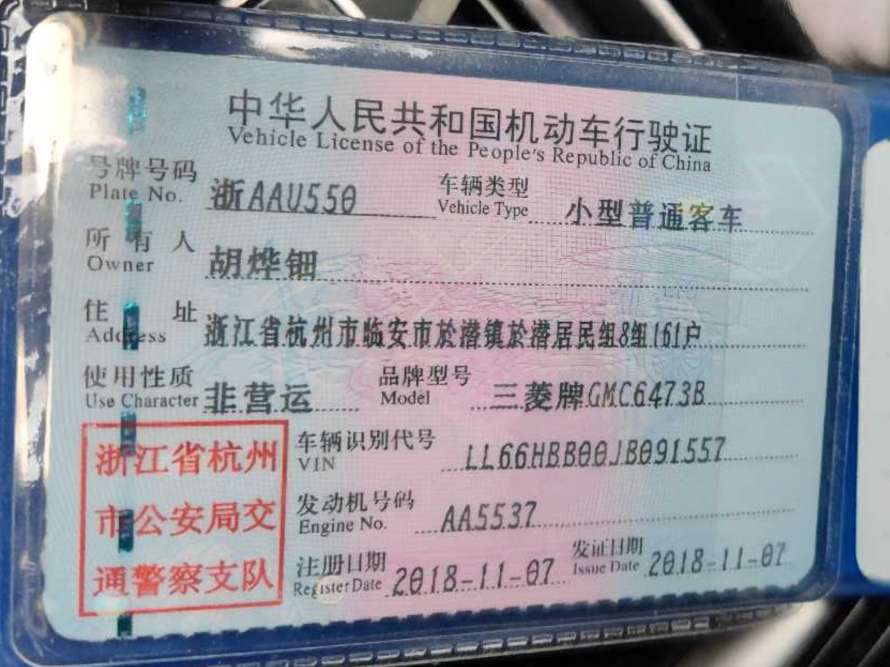 中华人民共和国机动车行驶证
Vehicle License of the People's Republic of China
号牌号码 浙AAU550 车辆类型 小型普通客车
Plate No. Vehicle Type
所有人 胡烨钿
Owner
住址 浙江省杭州市临安市於潜镇於潜居民组8组161户
Address
使用性质 非营运 品牌型号 三菱牌GMC6473B
Use Character Model
浙江省杭州
市公安局交
通警察支队
车辆识别代号 LL66HBB00JB091557
VIN
发动机号码 AA5537
Engine No.
注册日期 2018-11-07 发证日期 2018-11-07
Register Date Issue Date